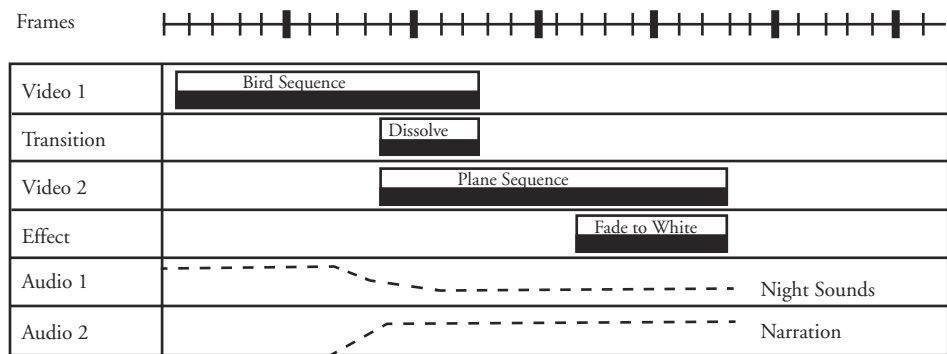 Frames
Video 1
Bird Sequence
Transition
Dissolve
Video 2
Plane Sequence
Effect
Fade to White
Audio 1
Night Sounds
Audio 2
Narration